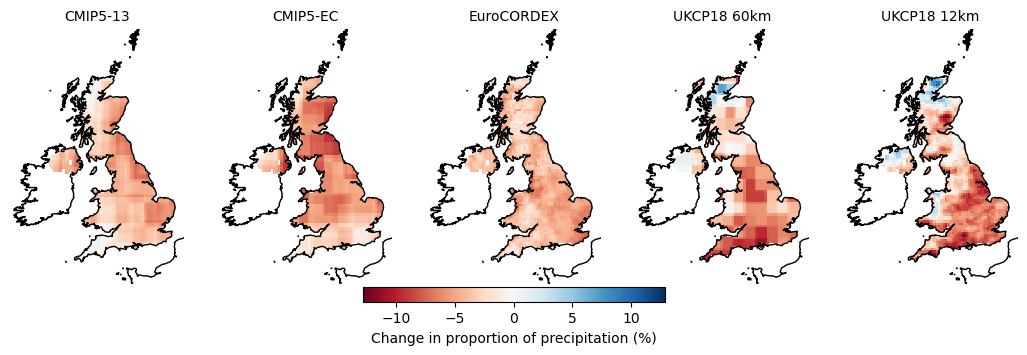 CMIP5-13 CMIP5-EC EuroCORDEX UKCP18 60km UKCP18 12km
−10 −5 0 5 10
Change in proportion of precipitation (%)